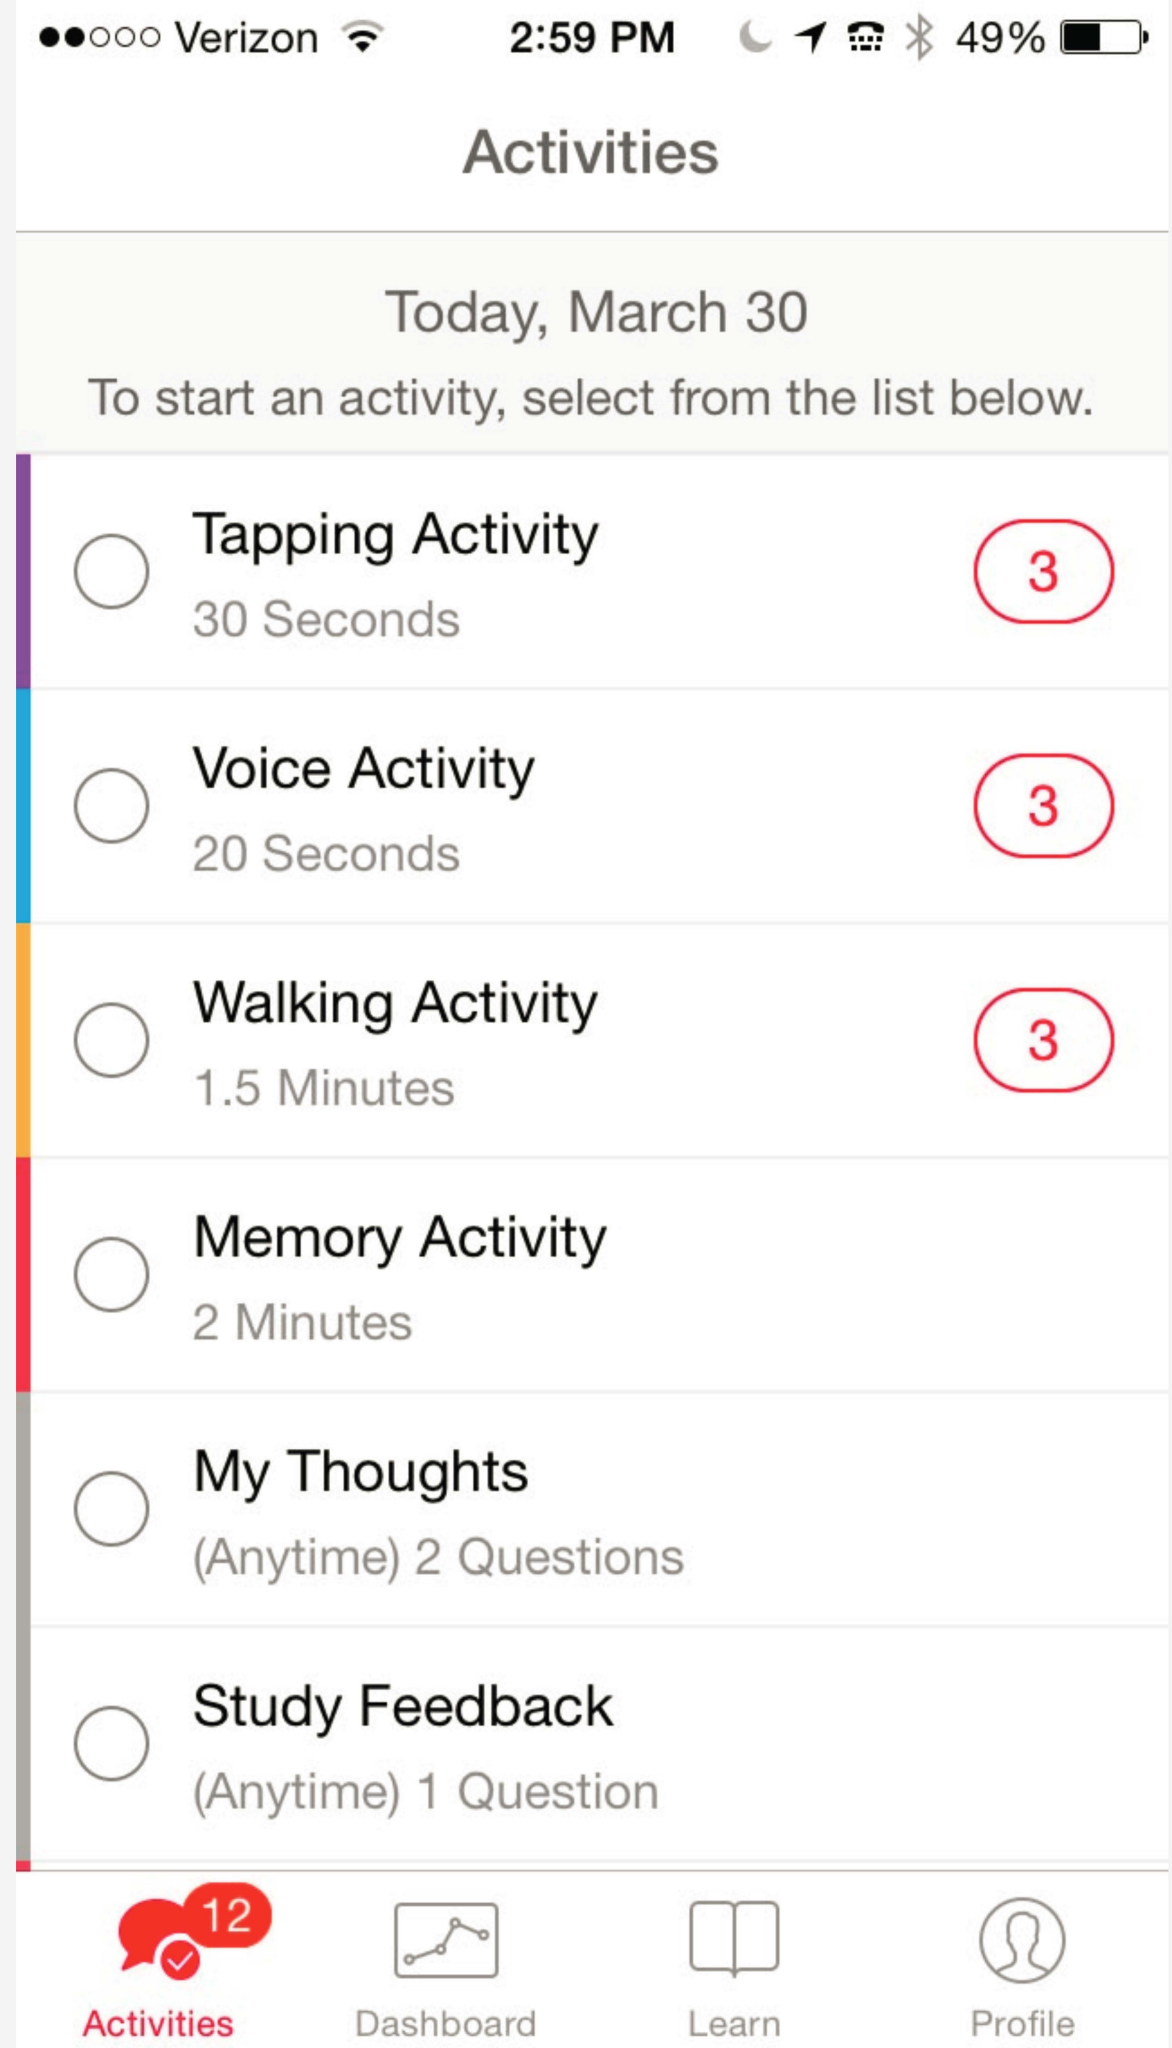 Verizon 2:59 PM 49%
Activities
Today, March 30
To start an activity, select from the list below.
Tapping Activity
30 Seconds
3
Voice Activity
20 Seconds
3
Walking Activity
1.5 Minutes
3
Memory Activity
2 Minutes
My Thoughts
(Anytime) 2 Questions
Study Feedback
(Anytime) 1 Question
12
Activities Dashboard Learn Profile